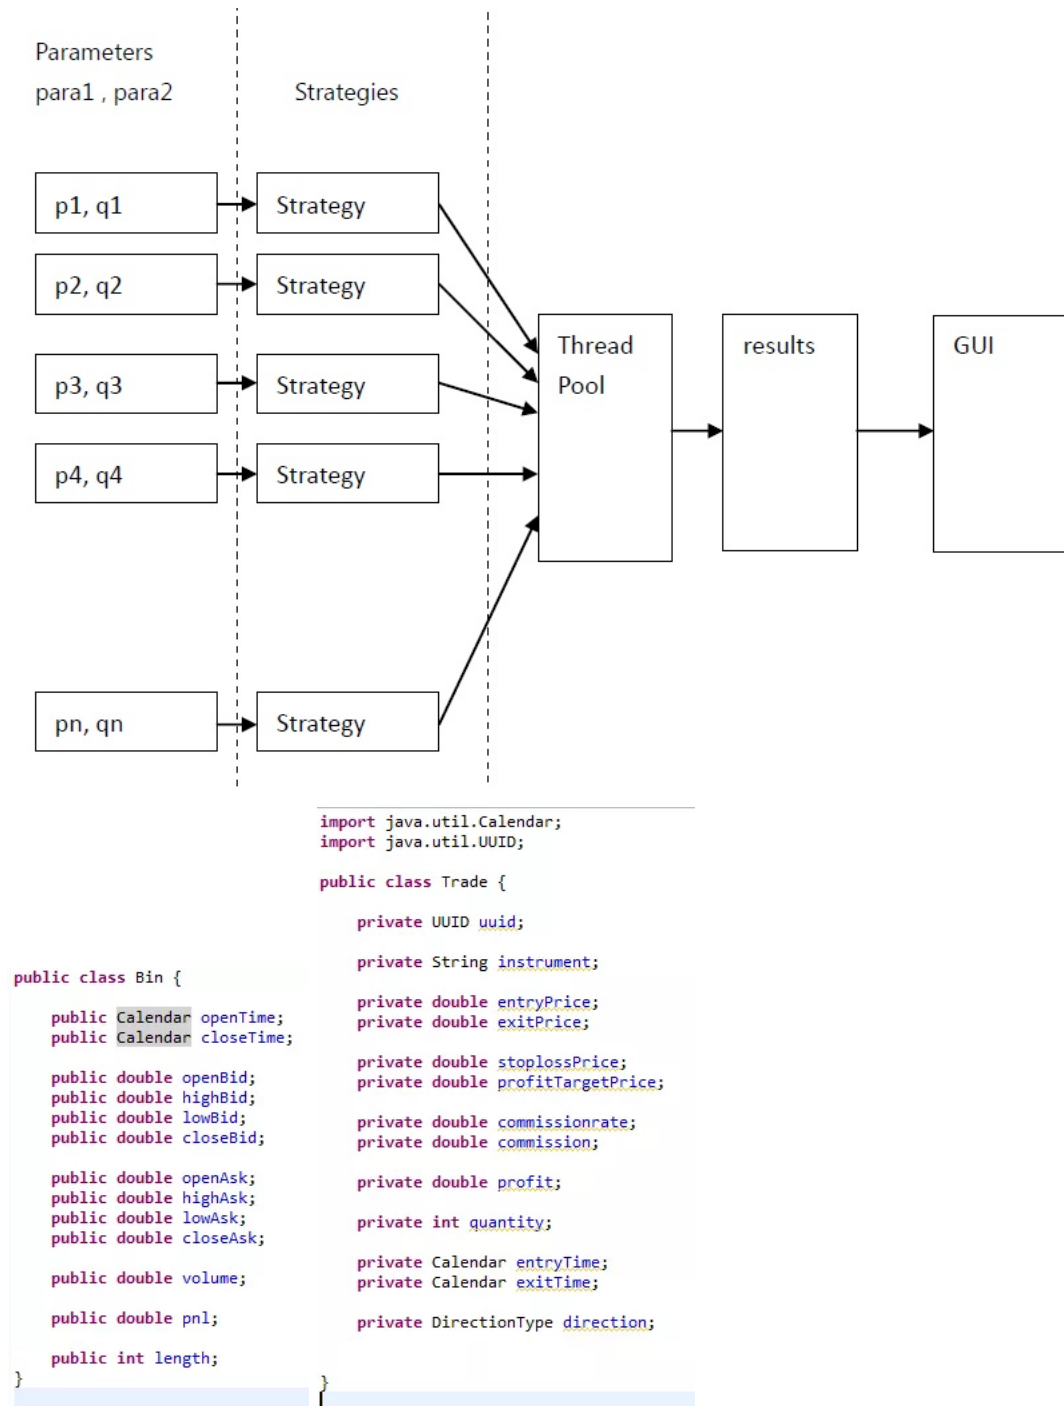 Parameters
para1 , para2
Strategies
p1, q1
Strategy
p2, q2
Strategy
p3, q3
Strategy
p4, q4
Strategy
pn, qn
Strategy
Thread
Pool
results
GUI
public class Bin {
public Calendar openTime;
public Calendar closeTime;
public double openBid;
public double highBid;
public double lowBid;
public double closeBid;
public double openAsk;
public double highAsk;
public double lowAsk;
public double closeAsk;
public double volume;
public double pnl;
public int length;
}
import java.util.Calendar;
import java.util.UUID;
public class Trade {
private UUID uuid;
private String instrument;
private double entryPrice;
private double exitPrice;
private double stoplossPrice;
private double profitTargetPrice;
private double commissionrate;
private double commission;
private double profit;
private int quantity;
private Calendar entryTime;
private Calendar exitTime;
private DirectionType direction;
}